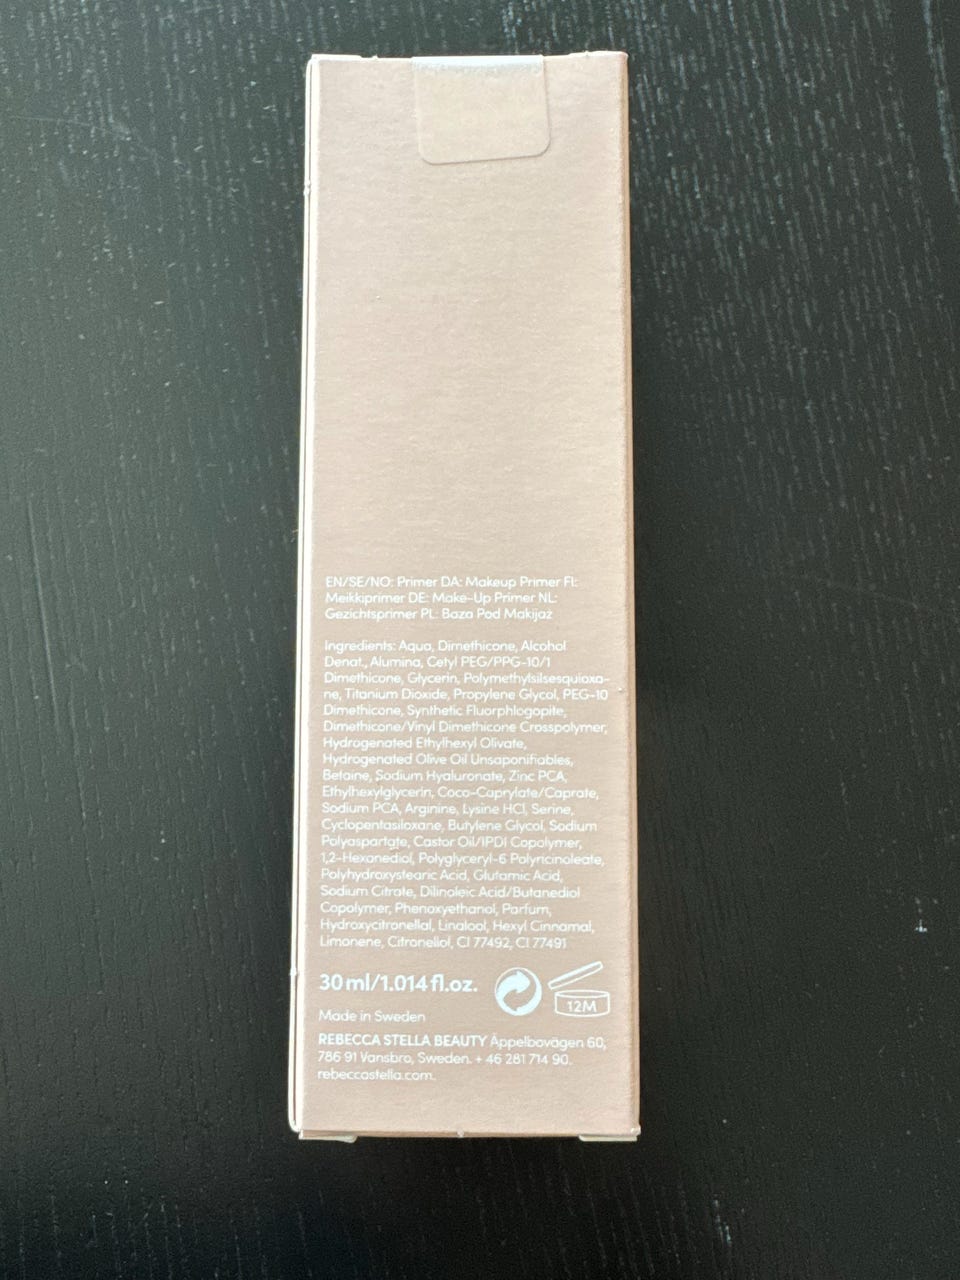 EN/SE/NO: Primer DA: Makeup Primer FI:
Meikkiprimer DE: Make-Up Primer NL:
Gezichtsprimer PL: Baza Pod Makijaż
Ingredients: Aqua, Dimethicone, Alcohol
Denat., Alumina, Cetyl PEG/PPG-10/1
Dimethicone, Glycerin, Polymethylsilsesquioxa-
ne, Titanium Dioxide, Propylene Glycol, PEG-10
Dimethicone, Synthetic Fluorphlogopite,
Dimethicone/Vinyl Dimethicone Crosspolymer,
Hydrogenated Ethylhexyl Olivate,
Hydrogenated Olive Oil Unsaponifiables,
Betaine, Sodium Hyaluronate, Zinc PCA,
Ethylhexylglycerin, Coco-Caprylate/Caprate,
Sodium PCA, Arginine, Lysine HCl, Serine,
Cyclopentasiloxane, Butylene Glycol, Sodium
Polyaspartate, Castor Oil/IPDI Copolymer,
1,2-Hexanediol, Polyglyceryl-6 Polyricinoleate,
Polyhydroxystearic Acid, Glutamic Acid,
Sodium Citrate, Dilinoleic Acid/Butanediol
Copolymer, Phenoxyethanol, Parfum,
Hydroxycitronellal, Linalool, Hexyl Cinnamal,
Limonene, Citronellol, CI 77492, CI 77491
30 ml/1.014 fl.oz.
12M
Made in Sweden
REBECCA STELLA BEAUTY Äppelbovägen 60,
786 91 Vansbro, Sweden. + 46 281 714 90.
rebeccastella.com.